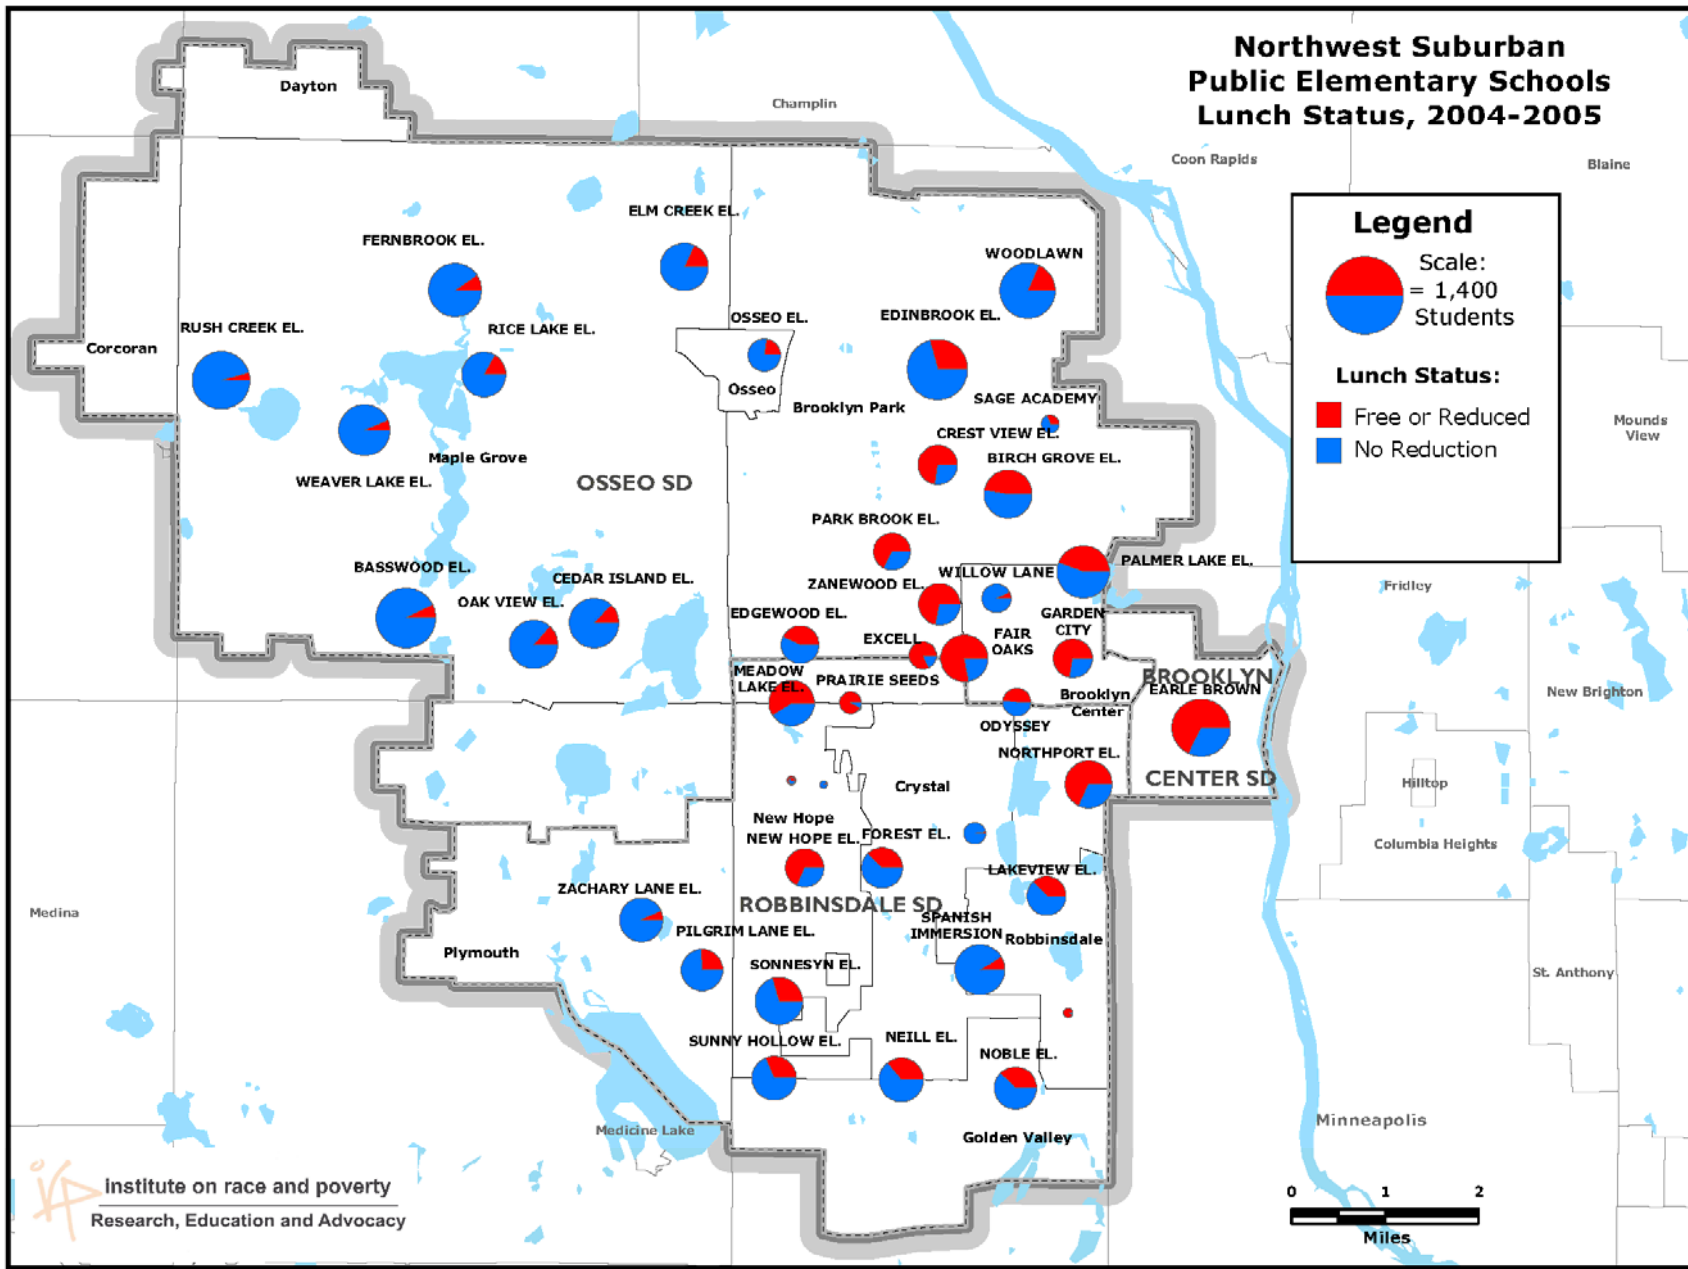 Northwest Suburban
Public Elementary Schools
Lunch Status, 2004-2005
Dayton
Champlin
Coon Rapids
Blaine
Legend
Scale:
= 1,400
Students
Lunch Status:
Free or Reduced
No Reduction
ELM CREEK EL.
FERNBROOK EL.
WOODLAWN
RUSH CREEK EL.
RICE LAKE EL.
OSSEO EL.
EDINBROOK EL.
Corcoran
Osseo
Brooklyn Park
SAGE ACADEMY
Mounds
View
CREST VIEW EL.
Maple Grove
BIRCH GROVE EL.
WEAVER LAKE EL.
OSSEO SD
PARK BROOK EL.
BASSWOOD EL.
CEDAR ISLAND EL.
ZANEWOOD EL.
WILLOW LANE
PALMER LAKE EL.
Fridley
OAK VIEW EL.
EDGEWOOD EL.
GARDEN
CITY
EXCELL
FAIR
OAKS
MEADOW
LAKE EL.
PRAIRIE SEEDS
BROOKLYN
EARLE BROWN
New Brighton
Brooklyn
Center
ODYSSEY
NORTHPORT EL.
CENTER SD
Crystal
Hilltop
New Hope
NEW HOPE EL.
FOREST EL.
Columbia Heights
LAKEVIEW EL.
ZACHARY LANE EL.
ROBBINSDALE SD
Medina
SPANISH
IMMERSION
Robbinsdale
PILGRIM LANE EL.
Plymouth
SONNESYN EL.
St. Anthony
SUNNY HOLLOW EL.
NEILL EL.
NOBLE EL.
Medicine Lake
Golden Valley
Minneapolis
institute on race and poverty
Research, Education and Advocacy
0 1 2
Miles